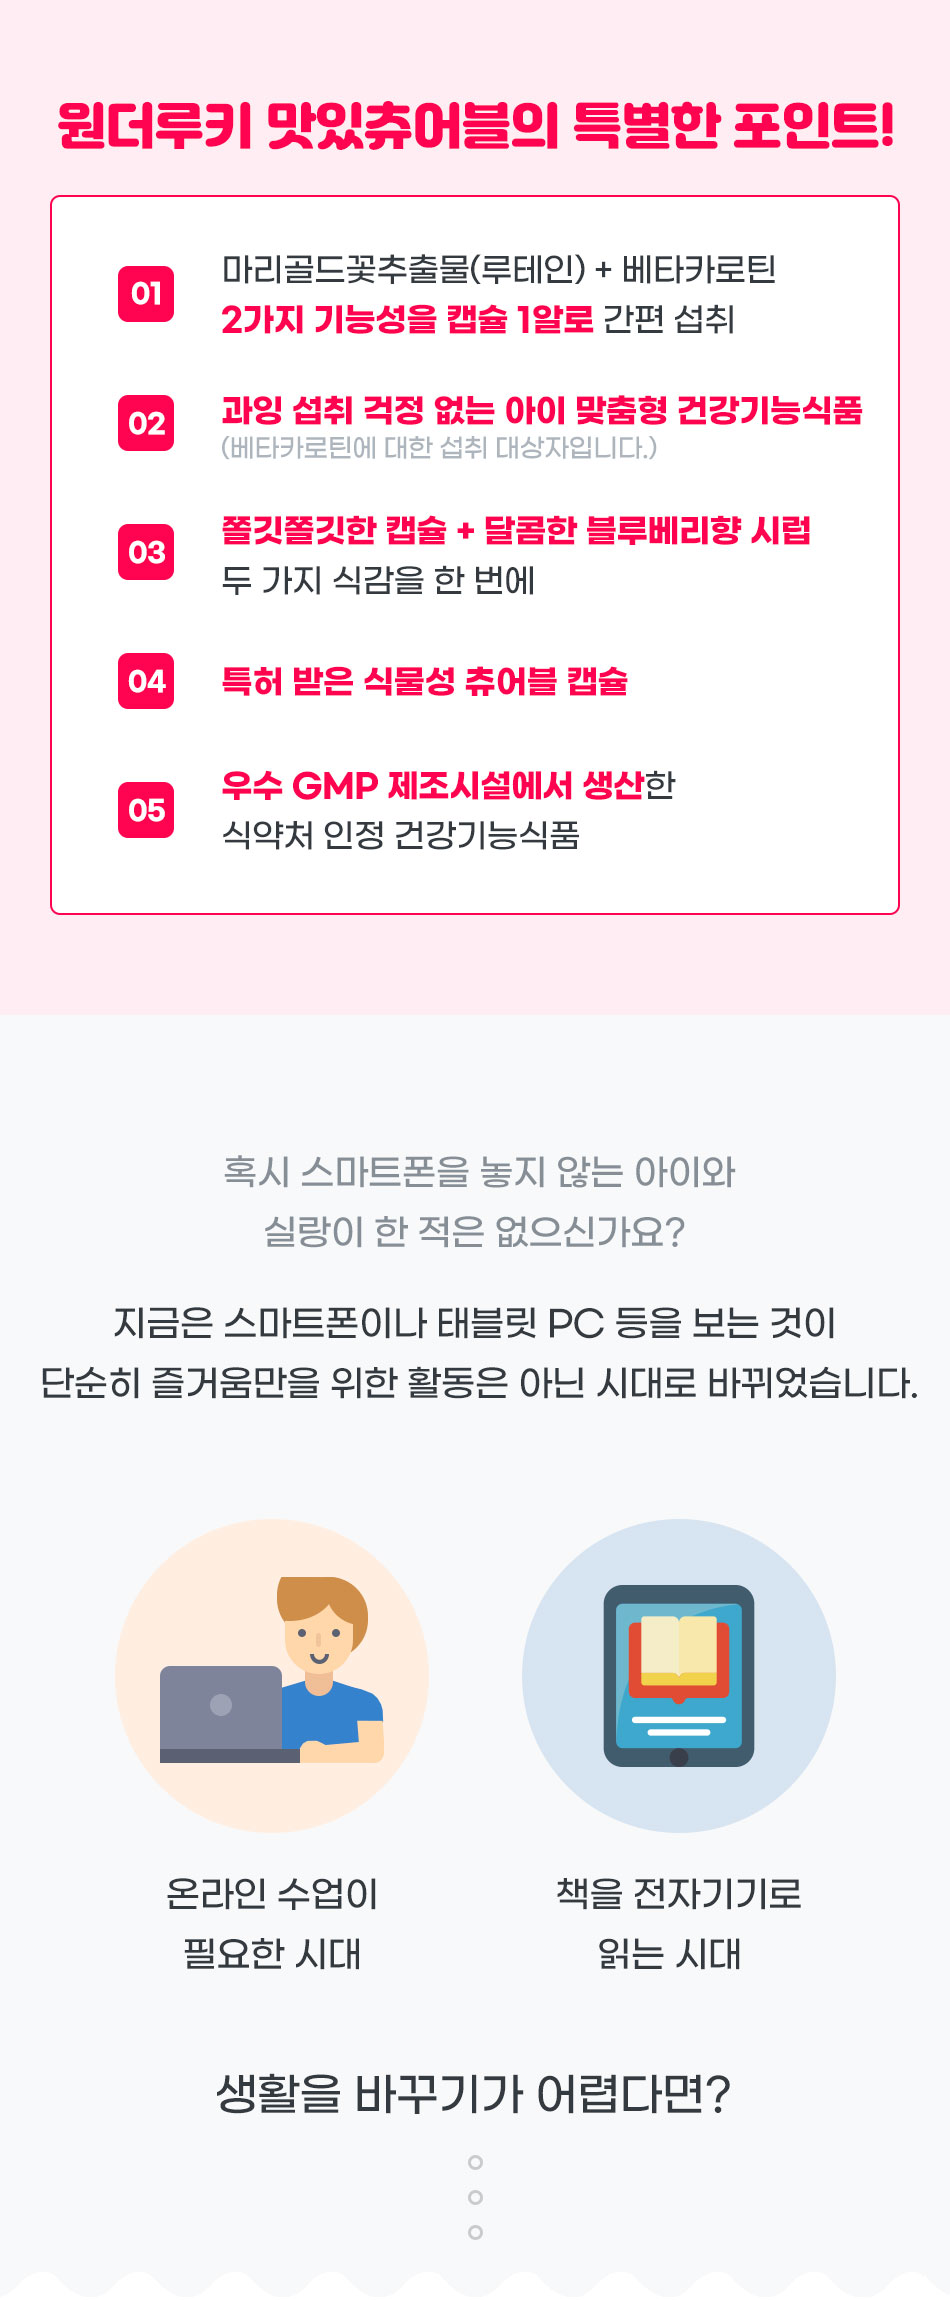 원더루키 맛있츄어블의 특별한 포인트!
01
마리골드꽃추출물(루테인) + 베타카로틴
2가지 기능성을 캡슐 1알로 간편 섭취
02
과잉 섭취 걱정 없는 아이 맞춤형 건강기능식품
(베타카로틴에 대한 섭취 대상자입니다.)
03
쫄깃쫄깃한 캡슐 + 달콤한 블루베리향 시럽
두 가지 식감을 한 번에
04
특허 받은 식물성 츄어블 캡슐
05
우수 GMP 제조시설에서 생산한
식약처 인정 건강기능식품
혹시 스마트폰을 놓지 않는 아이와
실랑이 한 적은 없으신가요?
지금은 스마트폰이나 태블릿 PC 등을 보는 것이
단순히 즐거움만을 위한 활동은 아닌 시대로 바뀌었습니다.
온라인 수업이
필요한 시대
책을 전자기기로
읽는 시대
생활을 바꾸기가 어렵다면?